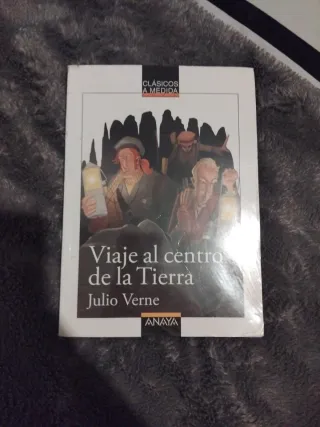 CLÁSICOS
A MEDIDA
Viaje al centro
de la Tierra
Julio Verne
ANAYA